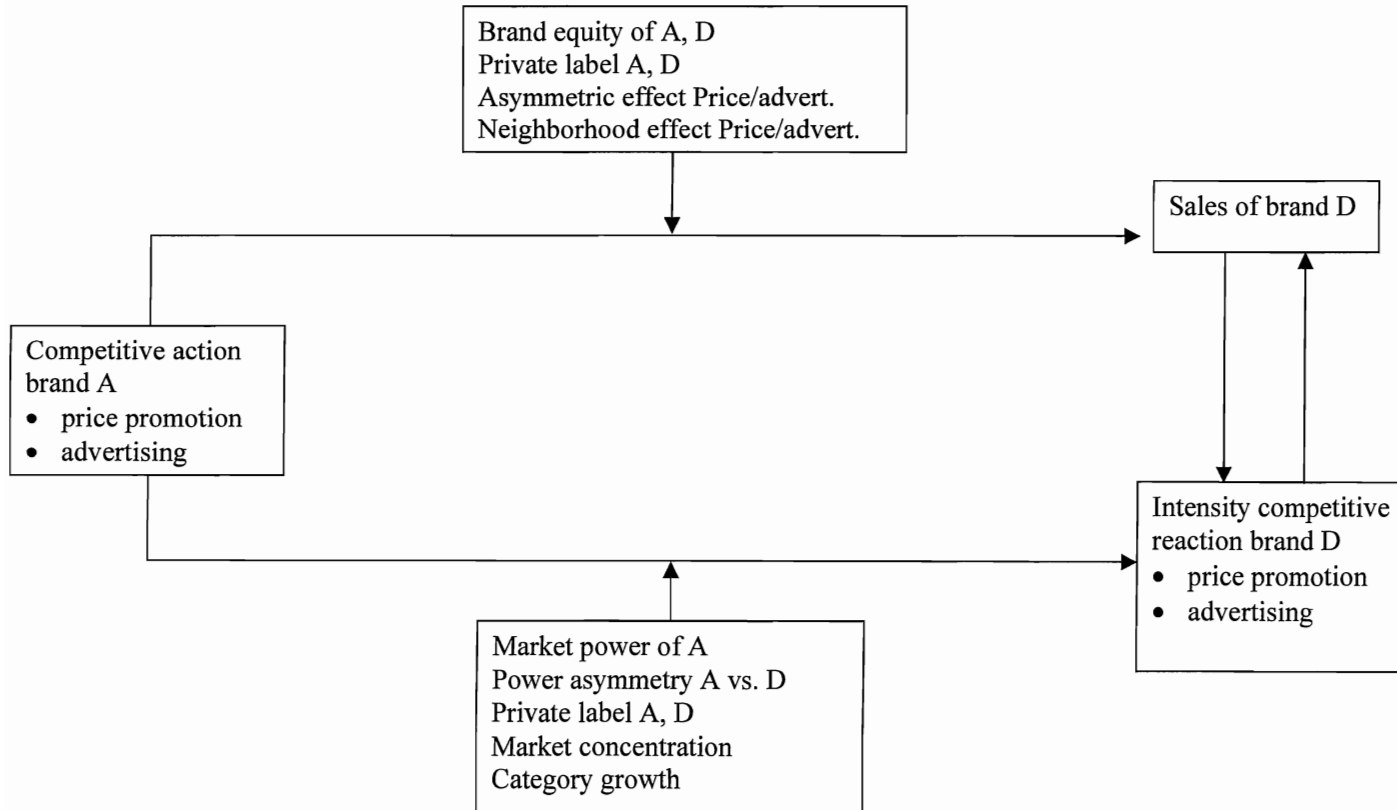 Brand equity of A, D
Private label A, D
Asymmetric effect Price/advert.
Neighborhood effect Price/advert.
Sales of brand D
Competitive action
brand A
• price promotion
• advertising
Intensity competitive
reaction brand D
• price promotion
• advertising
Market power of A
Power asymmetry A vs. D
Private label A, D
Market concentration
Category growth